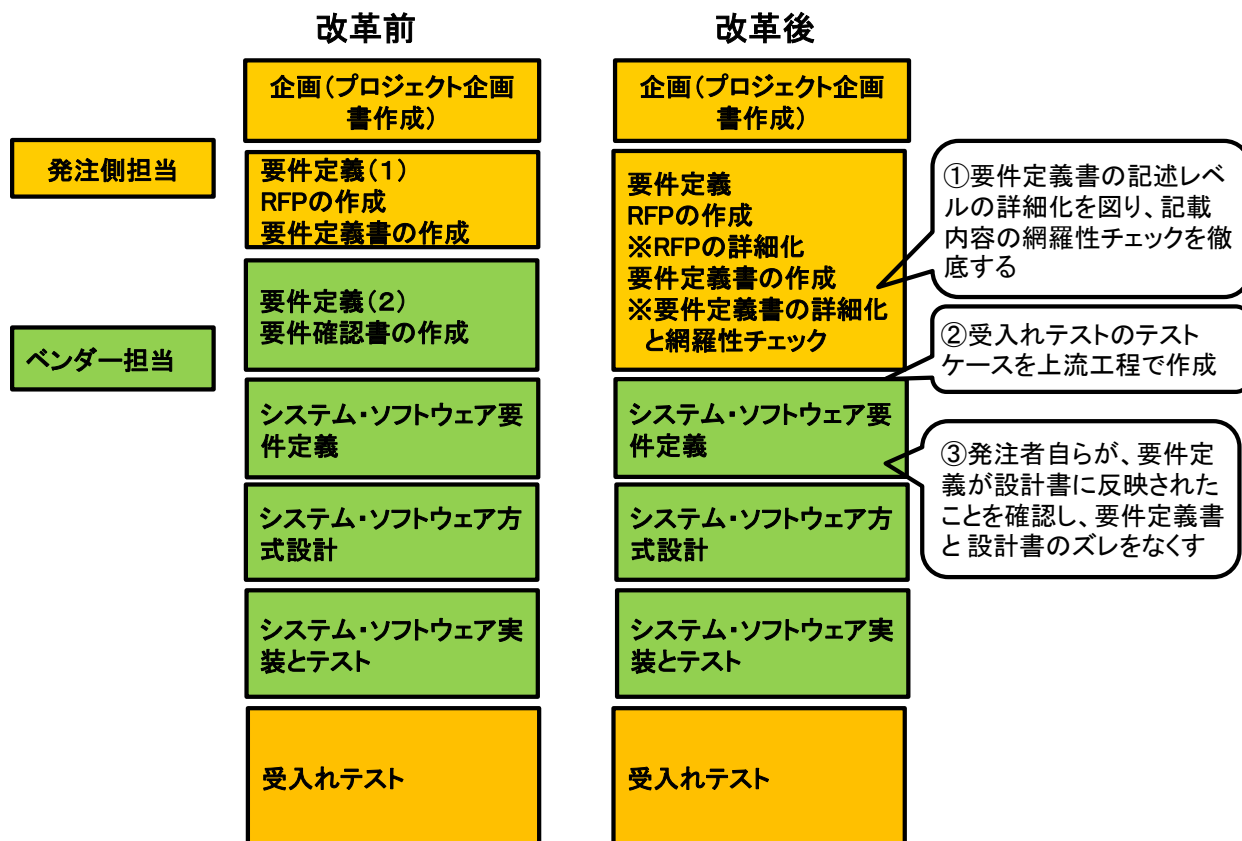 改革前
企画（プロジェクト企画
書作成）
要件定義（１）
RFPの作成
要件定義書の作成
要件定義（２）
要件確認書の作成
システム・ソフトウェア要
件定義
システム・ソフトウェア方
式設計
システム・ソフトウェア実
装とテスト
受入れテスト
発注側担当
ベンダー担当
改革後
企画（プロジェクト企画
書作成）
要件定義
RFPの作成
※RFPの詳細化
要件定義書の作成
※要件定義書の詳細化
と網羅性チェック
システム・ソフトウェア要
件定義
システム・ソフトウェア方
式設計
システム・ソフトウェア実
装とテスト
受入れテスト
①要件定義書の記述レベ
ルの詳細化を図り、記載
内容の網羅性チェックを徹
底する
②受入れテストのテスト
ケースを上流工程で作成
③発注者自らが、要件定
義が設計書に反映された
ことを確認し、要件定義書
と設計書のズレをなくす